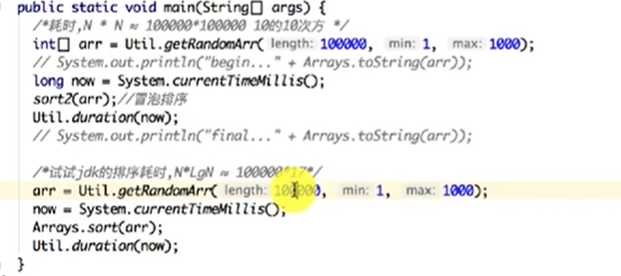 public static void main(String[] args) {
/*耗时,N * N ≈ 100000*100000 10的10次方 */
int[] arr = Util.getRandomArr( length: 100000, min: 1, max: 1000);
// System.out.println("begin..." + Arrays.toString(arr));
long now = System.currentTimeMillis();
sort2(arr);//冒泡排序
Util.duration(now);
// System.out.println("final..." + Arrays.toString(arr));
/*试试jdk的排序耗时,N*LgN ≈ 100000*17*/
arr = Util.getRandomArr( length: 100000, min: 1, max: 1000);
now = System.currentTimeMillis();
Arrays.sort(arr);
Util.duration(now);
}